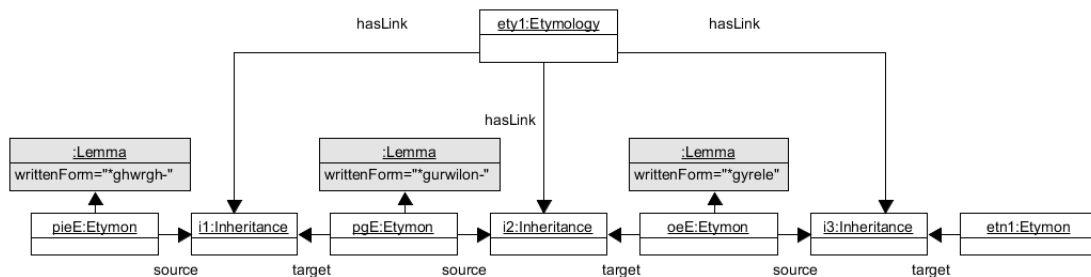 hasLink
ety1:Etymology
hasLink
hasLink
:Lemma
writtenForm="*ghwrgh-"
:Lemma
writtenForm="*gurwilon-"
:Lemma
writtenForm="*gyrele"
pieE:Etymon
i1:Inheritance
pgE:Etymon
i2:Inheritance
oeE:Etymon
i3:Inheritance
etn1:Etymon
source
target
source
target
source
target